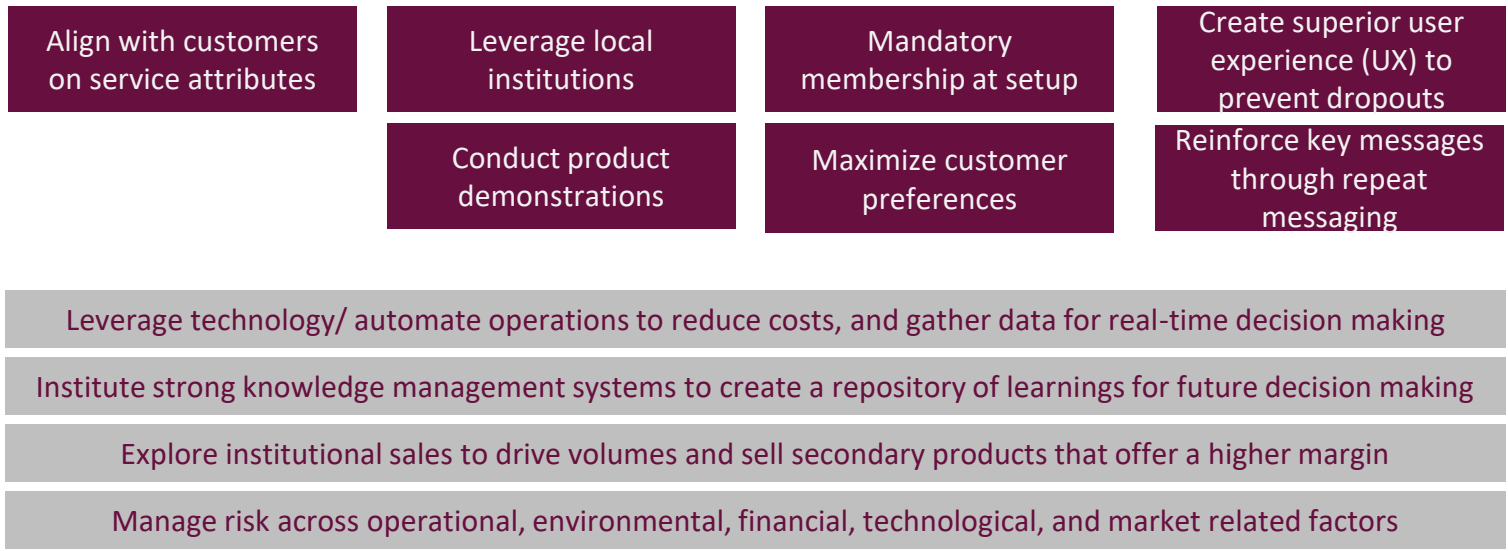 Align with customers
on service attributes
Leverage local
institutions
Mandatory
membership at setup
Create superior user
experience (UX) to
prevent dropouts
Conduct product
demonstrations
Maximize customer
preferences
Reinforce key messages
through repeat
messaging
Leverage technology/ automate operations to reduce costs, and gather data for real-time decision making
Institute strong knowledge management systems to create a repository of learnings for future decision making
Explore institutional sales to drive volumes and sell secondary products that offer a higher margin
Manage risk across operational, environmental, financial, technological, and market related factors